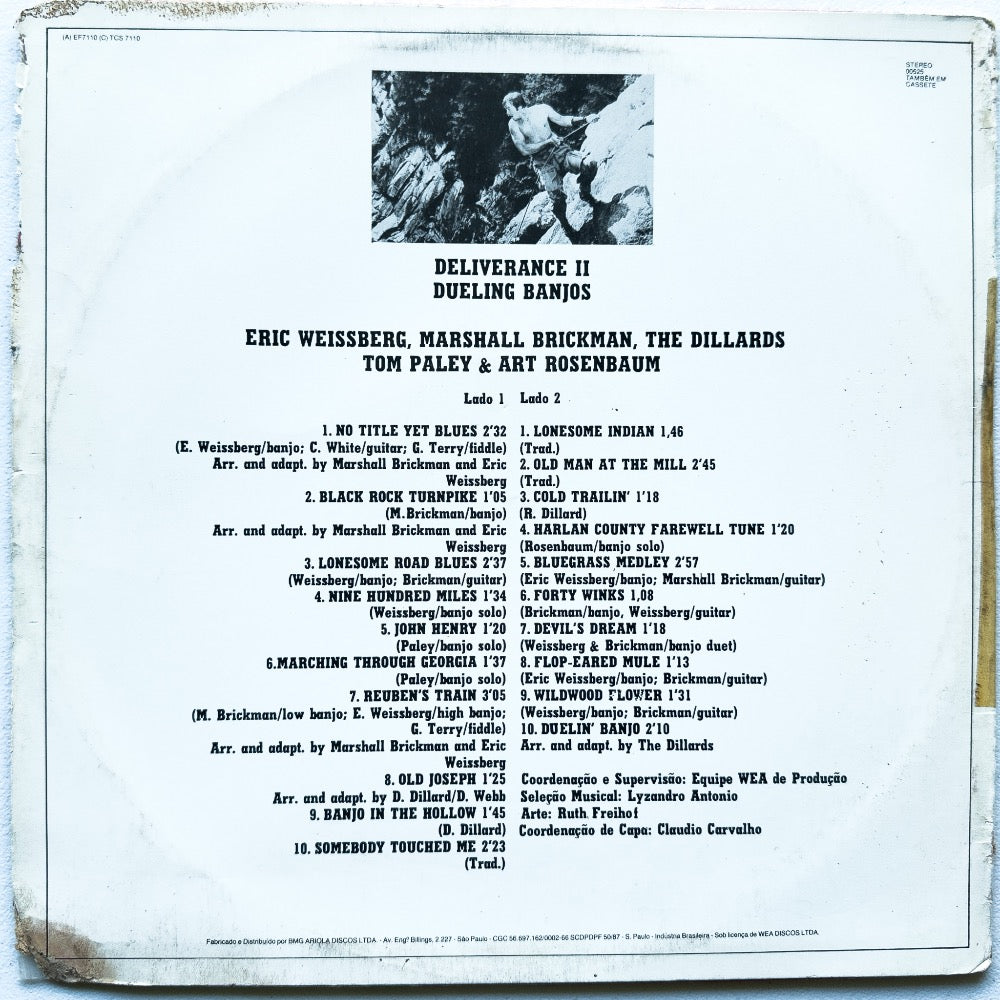 (A) EF7110 (C) TCS 7110
STEREO
00525
TAMBÉM EM
CASSETE
DELIVERANCE II
DUELING BANJOS
ERIC WEISSBERG, MARSHALL BRICKMAN, THE DILLARDS
TOM PALEY & ART ROSENBAUM
Lado 1
1. NO TITLE YET BLUES 2'32
(E. Weissberg/banjo; C. White/guitar; G. Terry/fiddle)
Arr. and adapt. by Marshall Brickman and Eric
Weissberg
2. BLACK ROCK TURNPIKE 1'05
(M.Brickman/banjo)
Arr. and adapt. by Marshall Brickman and Eric
Weissberg
3. LONESOME ROAD BLUES 2'37
(Weissberg/banjo; Brickman/guitar)
4. NINE HUNDRED MILES 1'34
(Weissberg/banjo solo)
5. JOHN HENRY 1'20
(Paley/banjo solo)
6.MARCHING THROUGH GEORGIA 1'37
(Paley/banjo solo)
7. REUBEN'S TRAIN 3'05
(M. Brickman/low banjo; E. Weissberg/high banjo;
G. Terry/fiddle)
Arr. and adapt. by Marshall Brickman and Eric
Weissberg
8. OLD JOSEPH 1'25
Arr. and adapt. by D. Dillard/D. Webb
9. BANJO IN THE HOLLOW 1'45
(D. Dillard)
10. SOMEBODY TOUCHED ME 2'23
(Trad.)
Lado 2
1. LONESOME INDIAN 1,46
(Trad.)
2. OLD MAN AT THE MILL 2'45
(Trad.)
3. COLD TRAILIN' 1'18
(R. Dillard)
4. HARLAN COUNTY FAREWELL TUNE 1'20
(Rosenbaum/banjo solo)
5. BLUEGRASS MEDLEY 2'57
(Eric Weissberg/banjo; Marshall Brickman/guitar)
6. FORTY WINKS 1,08
(Brickman/banjo, Weissberg/guitar)
7. DEVIL'S DREAM 1'18
(Weissberg & Brickman/banjo duet)
8. FLOP-EARED MULE 1'13
(Eric Weissberg/banjo; Brickman/guitar)
9. WILDWOOD FLOWER 1'31
(Weissberg/banjo; Brickman/guitar)
10. DUELIN' BANJO 2'10
Arr. and adapt. by The Dillards
Coordenação e Supervisão: Equipe WEA de Produção
Seleção Musical: Lyzandro Antonio
Arte: Ruth Freihof
Coordenação de Capa: Claudio Carvalho
Fabricado e Distribuído por BMG ARIOLA DISCOS LTDA. - Av. Engº Billings, 2 227 - São Paulo - CGC 56.697.162/0002-66 SCDPDPF 50/87 - S. Paulo - Indústria Brasileira - Sob licença de WEA DISCOS LTDA.